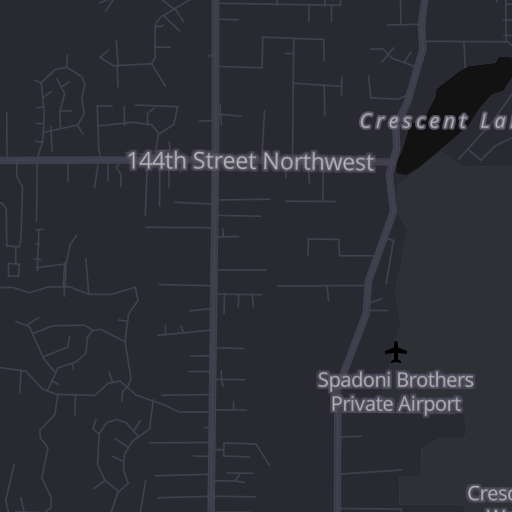 Crescent La
144th Street Northwest
Spadoni Brothers
Private Airport
Cresc